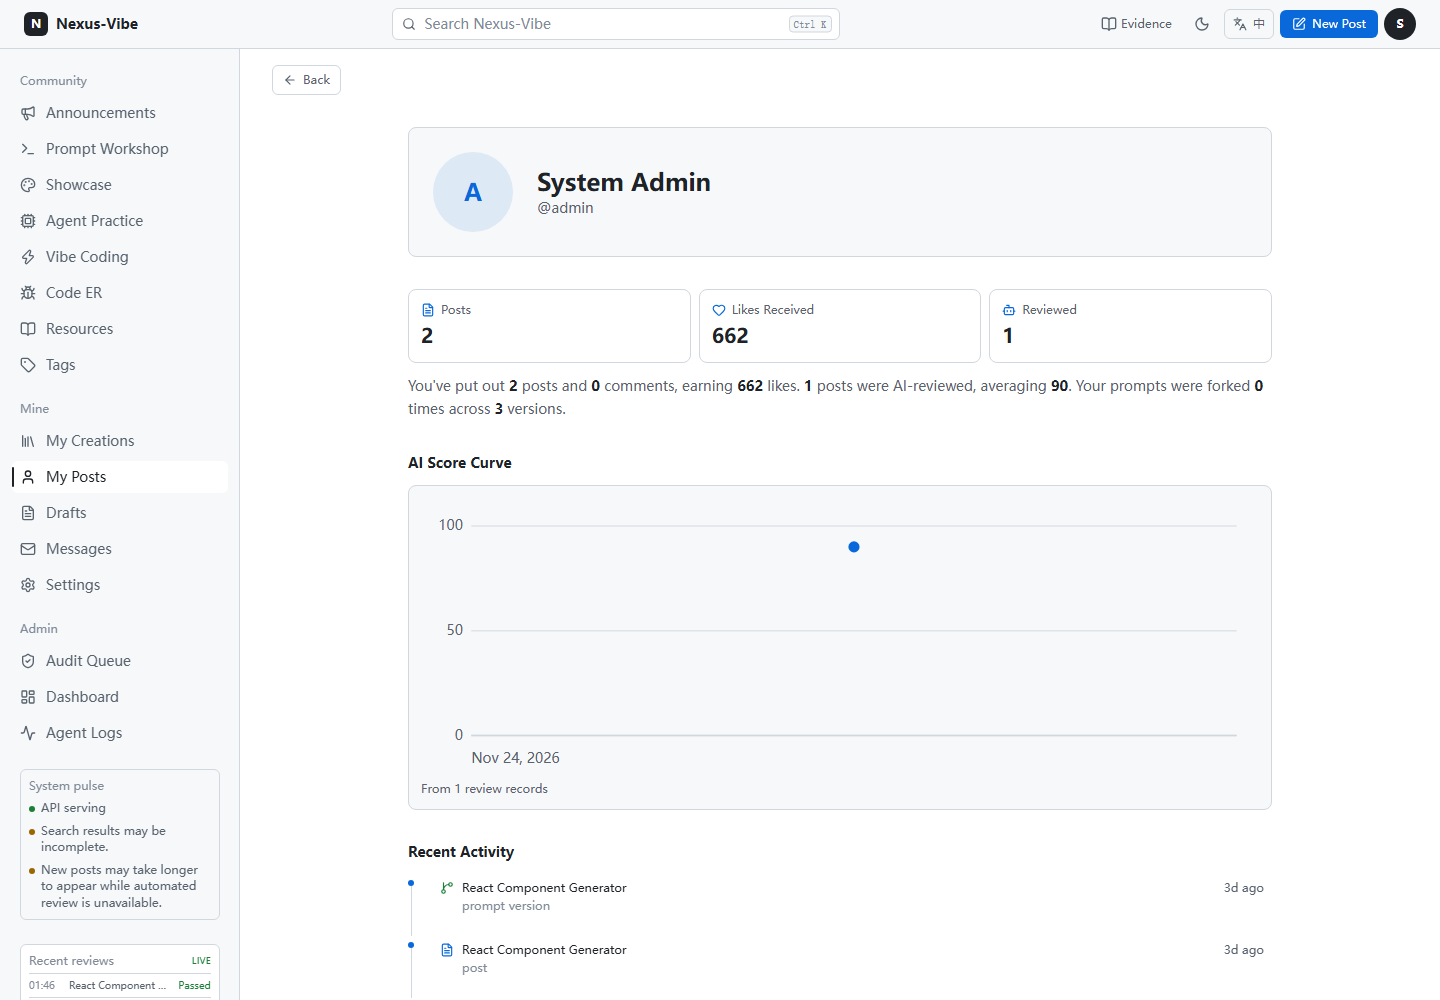 N Nexus-Vibe
Search Nexus-Vibe
Ctrl K
Evidence
中
New Post
S
Community
Announcements
Prompt Workshop
Showcase
Agent Practice
Vibe Coding
Code ER
Resources
Tags
Mine
My Creations
My Posts
Drafts
Messages
Settings
Admin
Audit Queue
Dashboard
Agent Logs
System pulse
API serving
Search results may be
incomplete.
New posts may take longer
to appear while automated
review is unavailable.
Recent reviews LIVE
01:46 React Component ... Passed
Back
A
System Admin
@admin
Posts
2
Likes Received
662
Reviewed
1
You've put out 2 posts and 0 comments, earning 662 likes. 1 posts were AI-reviewed, averaging 90. Your prompts were forked 0
times across 3 versions.
AI Score Curve
100
50
0
Nov 24, 2026
From 1 review records
Recent Activity
React Component Generator 3d ago
prompt version
React Component Generator 3d ago
post